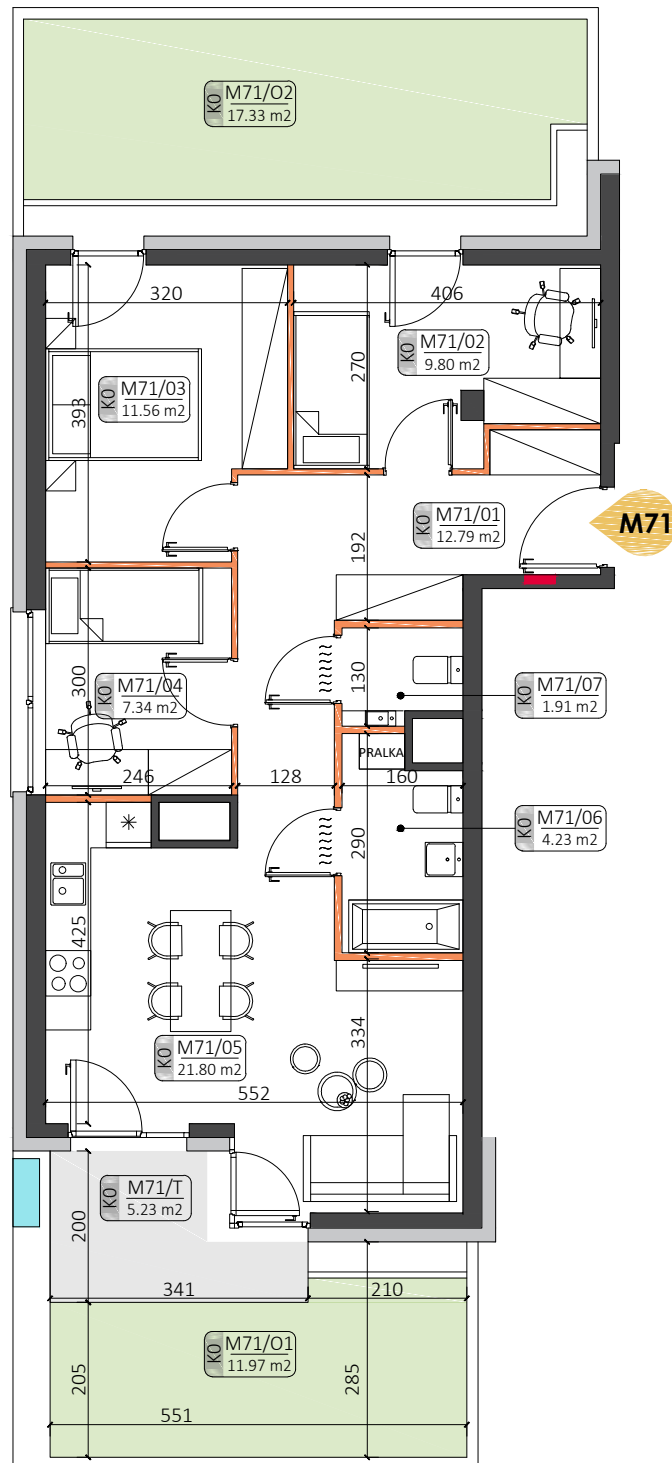 K0 M71/O2
17.33 m2
320
406
K0 M71/02
9.80 m2
270
K0 M71/03
11.56 m2
393
K0 M71/01
12.79 m2
M71
192
300
K0 M71/04
7.34 m2
130
K0 M71/07
1.91 m2
PRALKA
246
128
160
K0 M71/06
4.23 m2
290
425
334
K0 M71/05
21.80 m2
552
K0 M71/T
5.23 m2
200
341
210
K0 M71/O1
11.97 m2
205
285
551